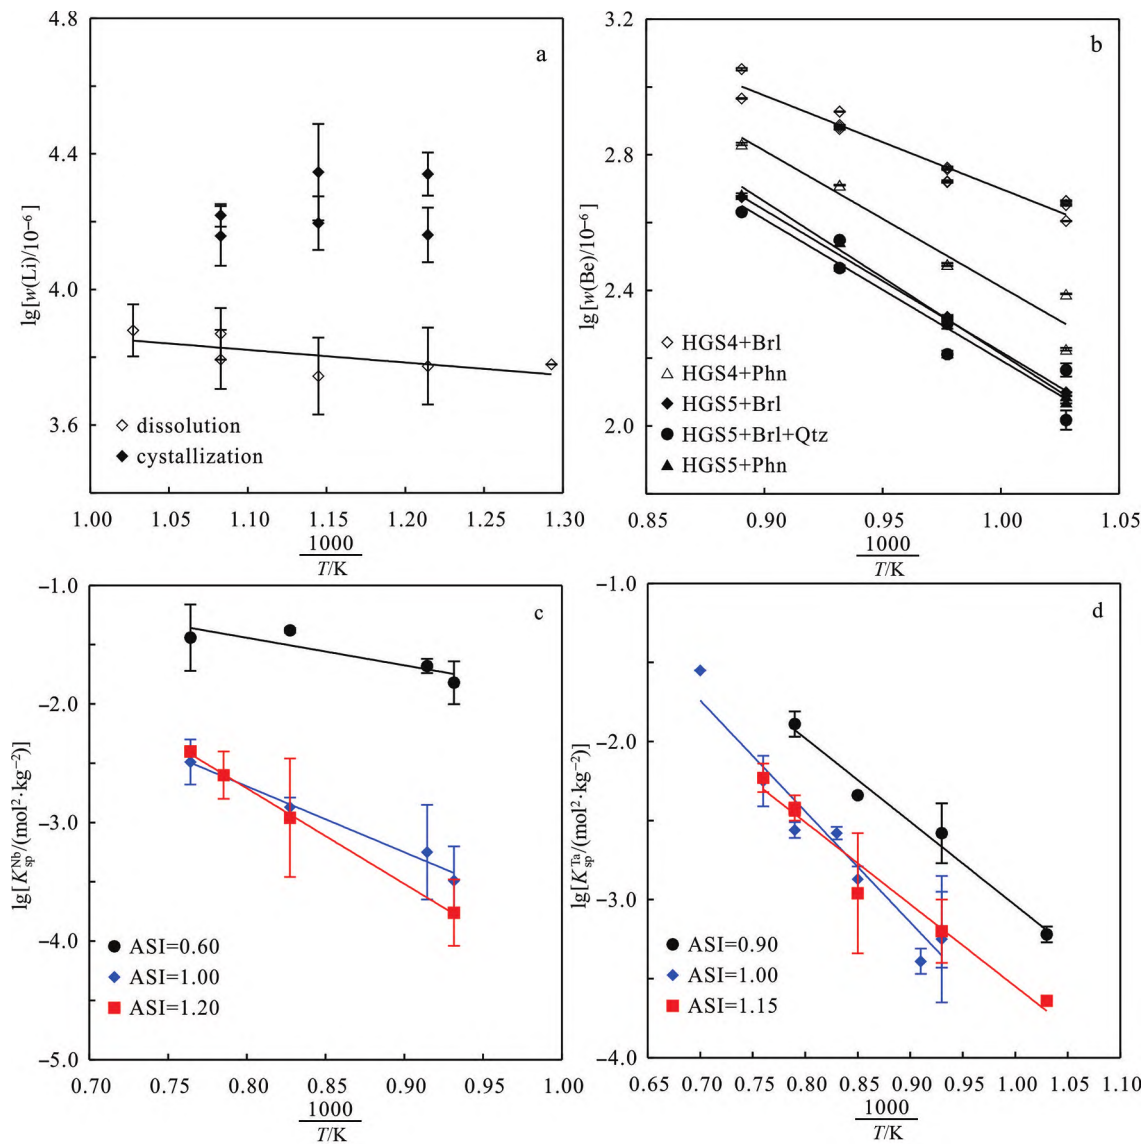 4.8
4.4
4.0
3.6
lg[w(Li)/10⁻⁶]
a
dissolution
cystallization
1.00 1.05 1.10 1.15 1.20 1.25 1.30
1000
T/K
3.2
2.8
2.4
2.0
lg[w(Be)/10⁻⁶]
b
HGS4+Brl
HGS4+Phn
HGS5+Brl
HGS5+Brl+Qtz
HGS5+Phn
0.85 0.90 0.95 1.00 1.05
1000
T/K
−1.0
−2.0
−3.0
−4.0
−5.0
lg[K_sp^Nb/(mol²·kg⁻²)]
c
ASI=0.60
ASI=1.00
ASI=1.20
0.70 0.75 0.80 0.85 0.90 0.95 1.00
1000
T/K
−1.0
−2.0
−3.0
−4.0
lg[K_sp^Ta/(mol²·kg⁻²)]
d
ASI=0.90
ASI=1.00
ASI=1.15
0.65 0.70 0.75 0.80 0.85 0.90 0.95 1.00 1.05 1.10
1000
T/K